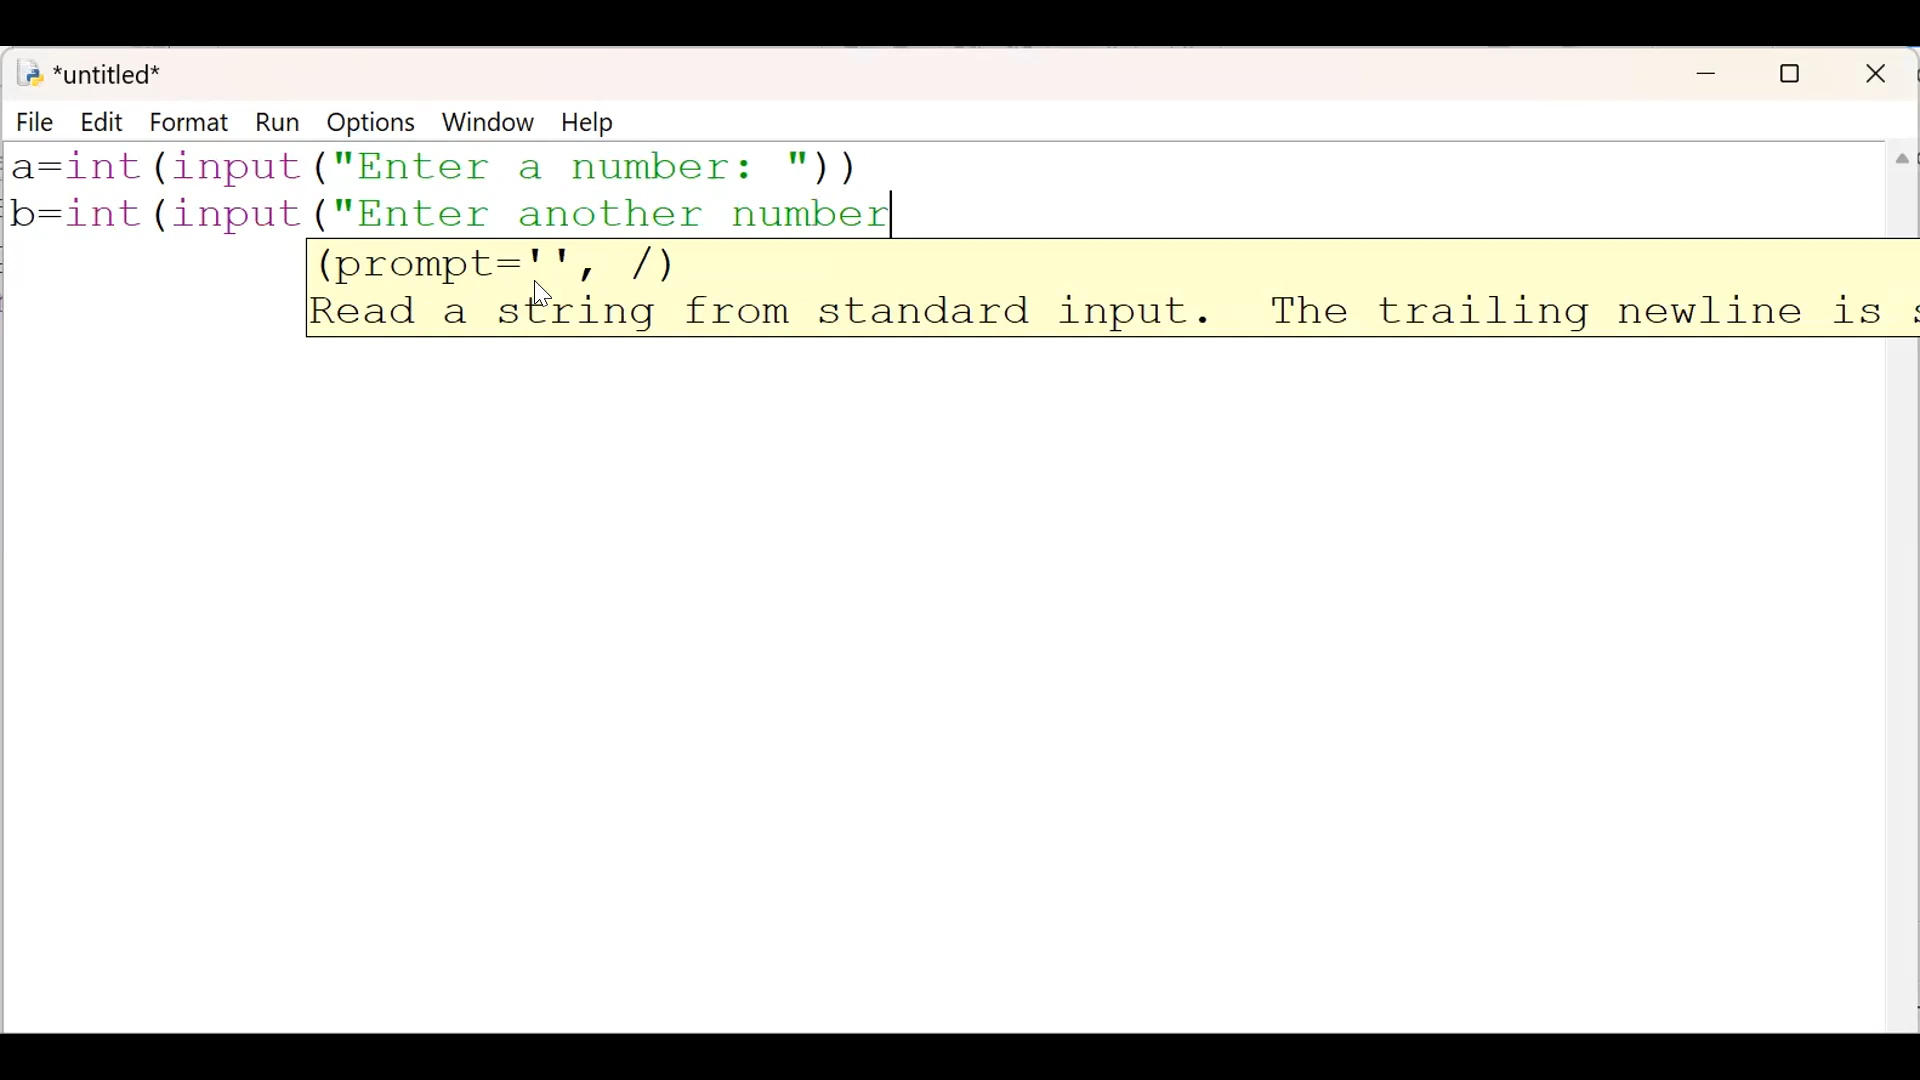 *untitled*
File Edit Format Run Options Window Help
a=int(input("Enter a number: "))
b=int(input("Enter another number
(prompt='', /)
Read a string from standard input.  The trailing newline is